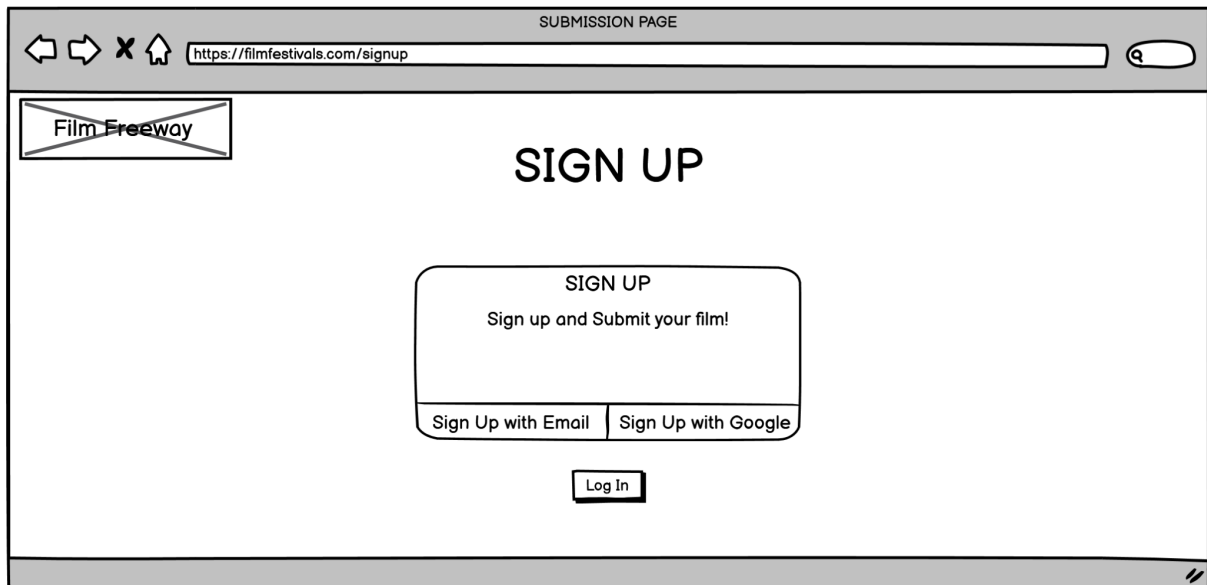 SUBMISSION PAGE
https://filmfestivals.com/signup
Film Freeway
SIGN UP
SIGN UP
Sign up and Submit your film!
Sign Up with Email
Sign Up with Google
Log In